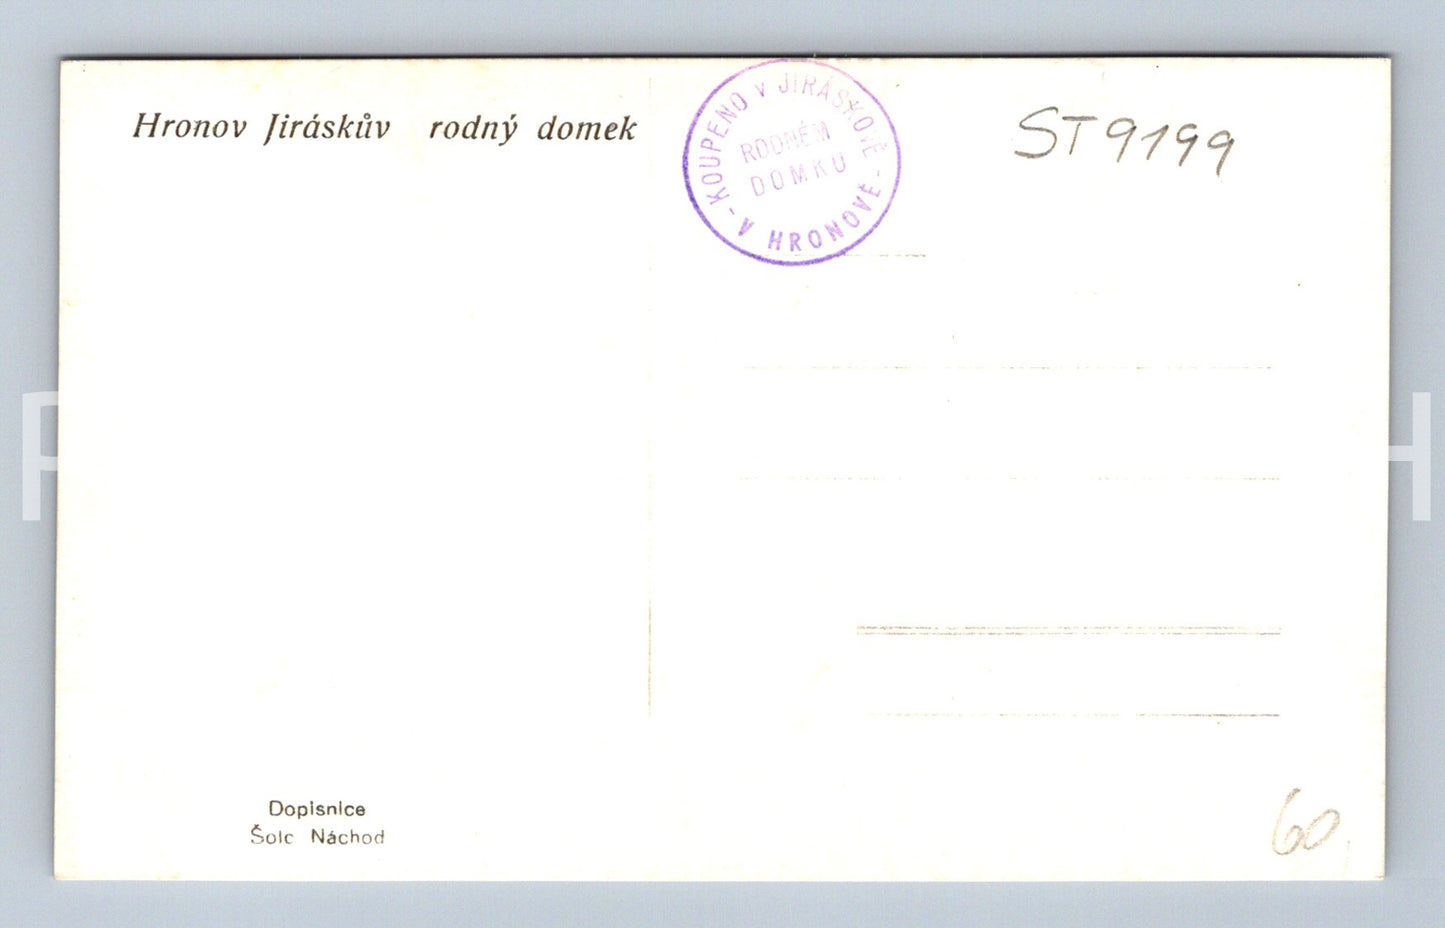 Hronov Jiráskův rodný domek
- KOUPENO V JIRÁSKOVĚ -
RODNÉM
DOMKU
V HRONOVĚ
ST9199
Dopisnice
Šolc Náchod
60